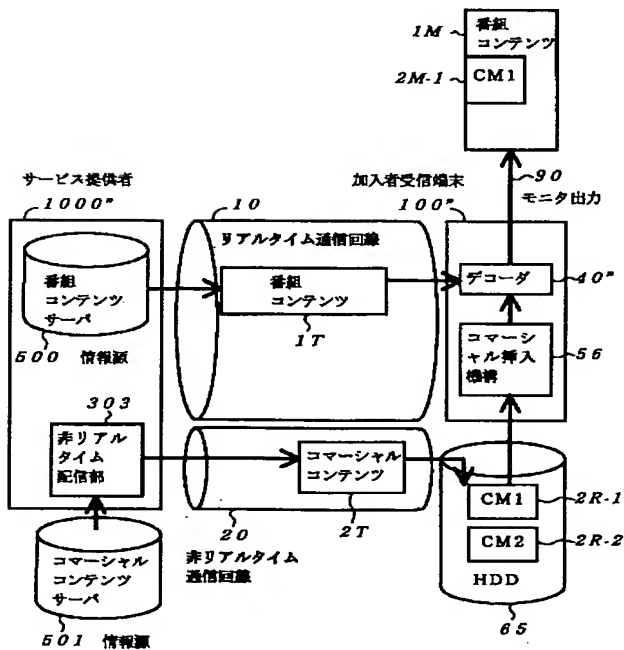 1M
番組
コンテンツ
2M-1
CM1
90
モニタ出力
サービス提供者
1000"
10
加入者受信端末
100"
リアルタイム通信回線
番組
コンテンツ
サーバ
番組
コンテンツ
1T
デコーダ
40"
500
情報源
コマーシ
ャル挿入
機構
56
303
非リアル
タイム
配信部
コマーシャル
コンテンツ
2T
20
非リアルタイム
通信回線
CM1
2R-1
CM2
2R-2
HDD
65
コマーシャル
コンテンツ
サーバ
501
情報源